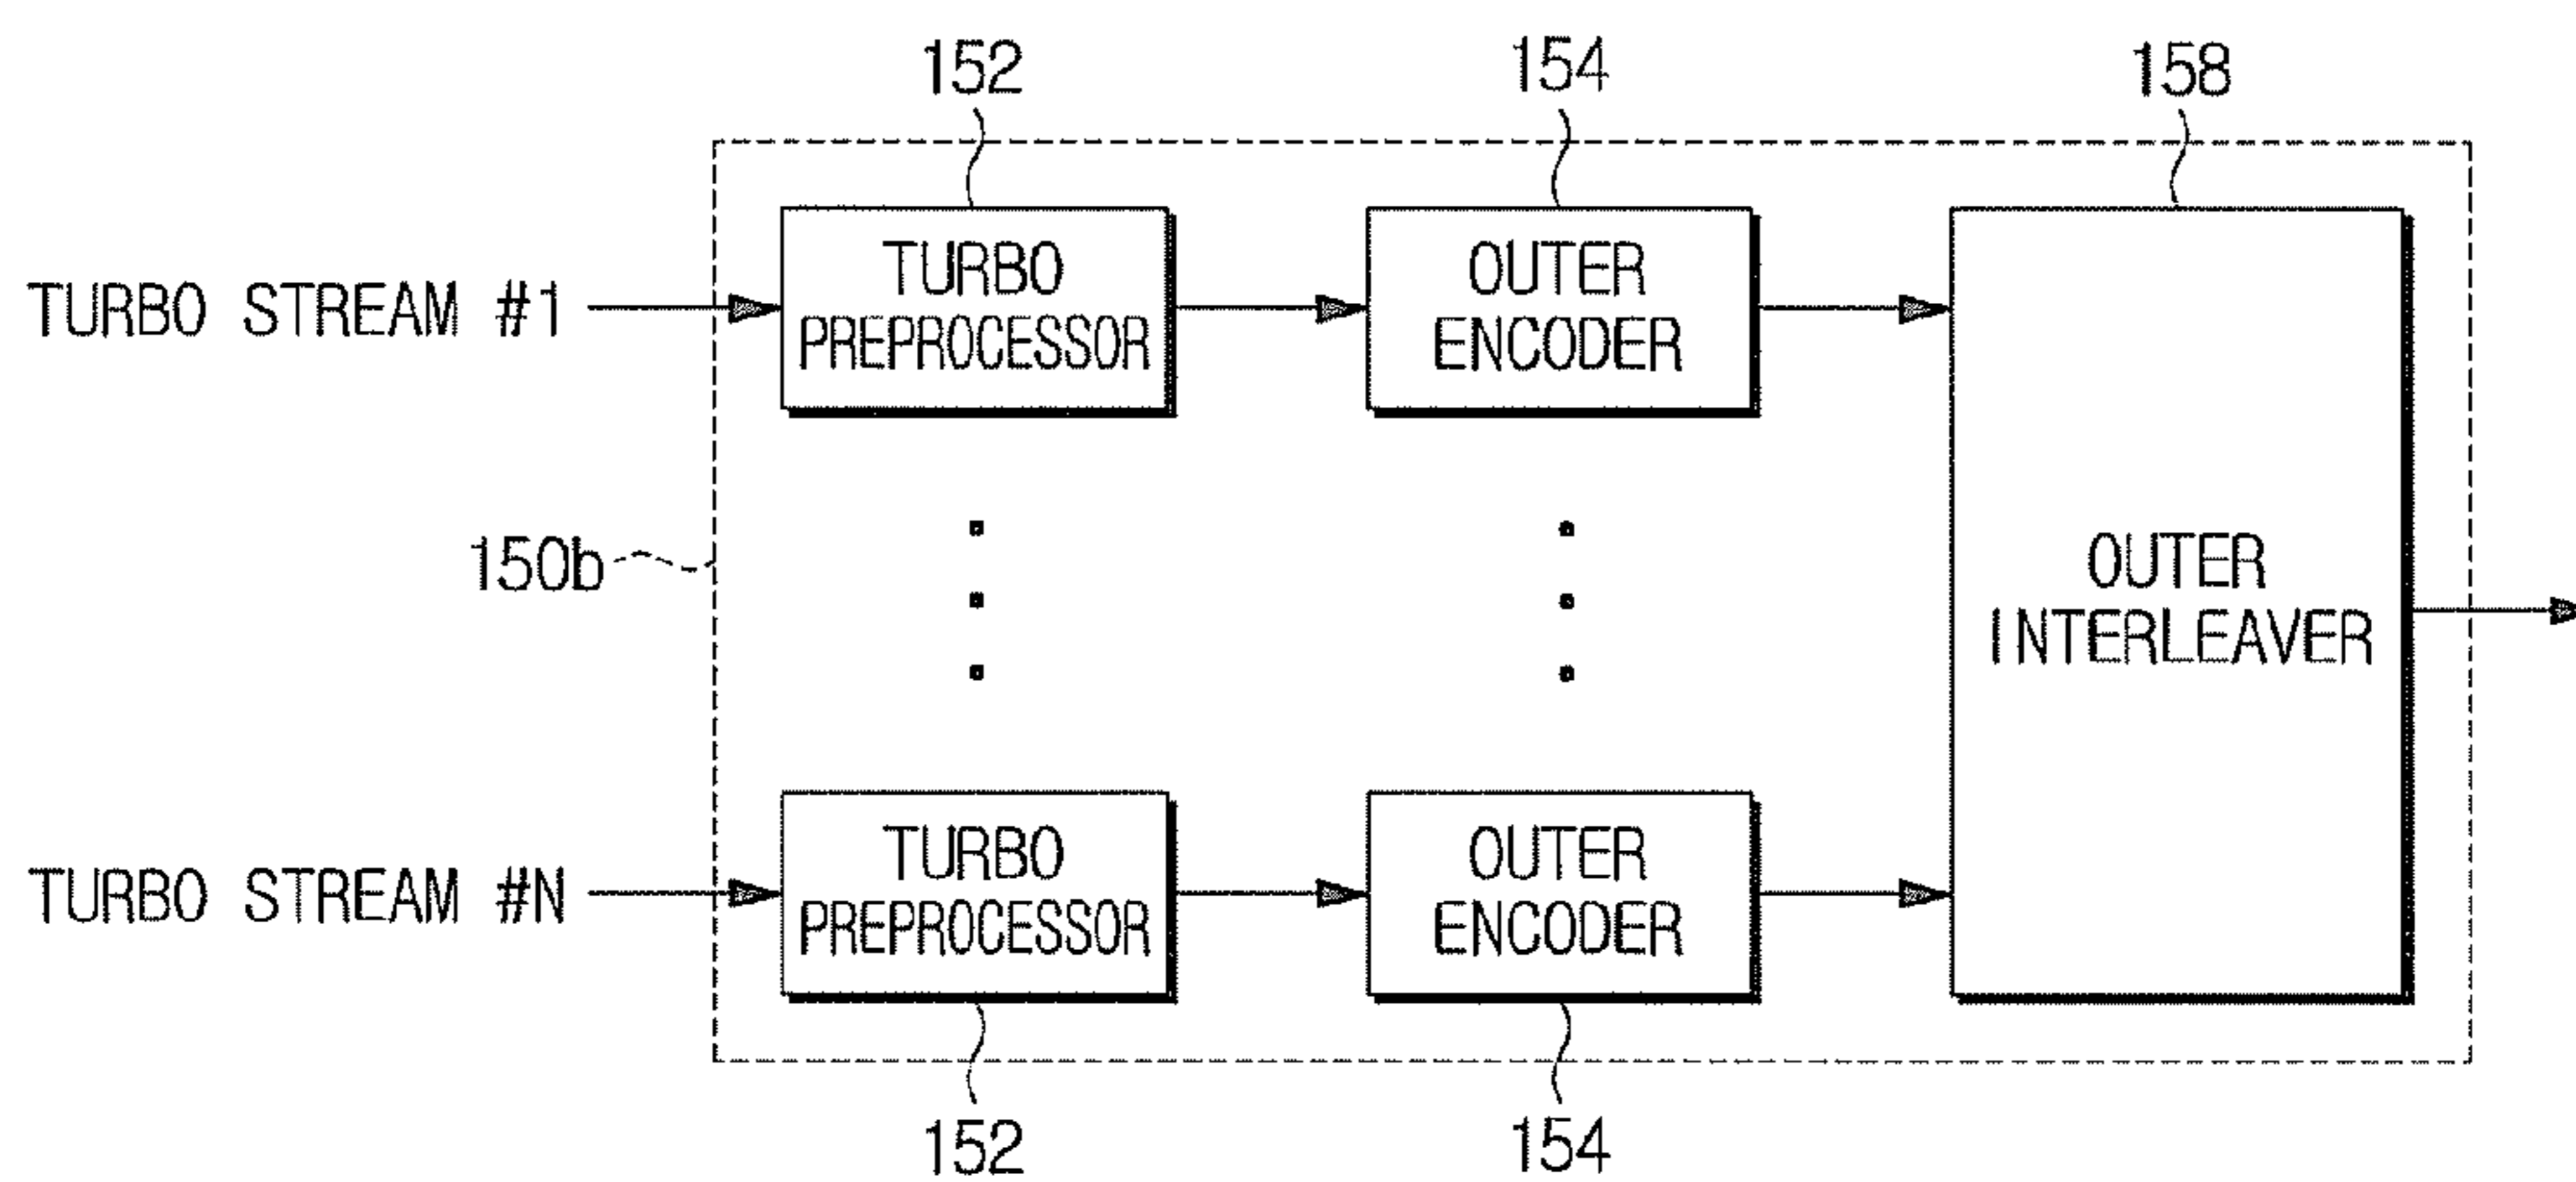 152
154
158
TURBO STREAM #1
TURBO
PREPROCESSOR
OUTER
ENCODER
150b
OUTER
INTERLEAVER
TURBO STREAM #N
TURBO
PREPROCESSOR
OUTER
ENCODER
152
154